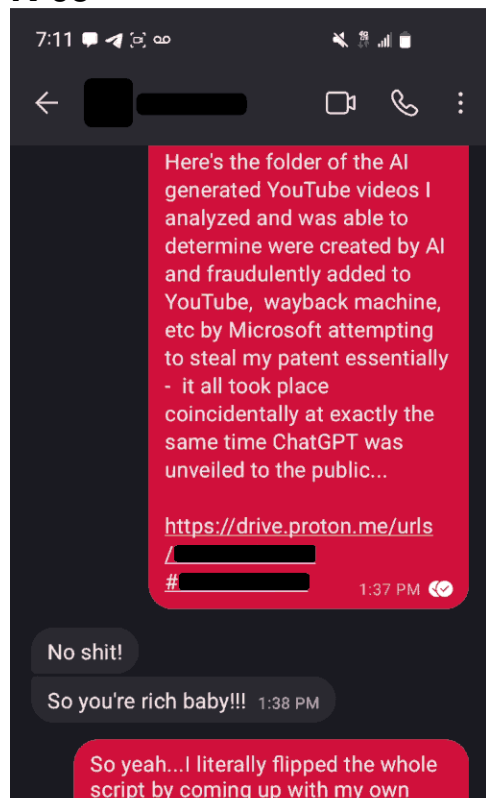 7:11
Here's the folder of the AI
generated YouTube videos I
analyzed and was able to
determine were created by AI
and fraudulently added to
YouTube,  wayback machine,
etc by Microsoft attempting
to steal my patent essentially
-  it all took place
coincidentally at exactly the
same time ChatGPT was
unveiled to the public...
https://drive.proton.me/urls
/
#
1:37 PM
No shit!
So you're rich baby!!! 1:38 PM
So yeah...I literally flipped the whole
script by coming up with my own